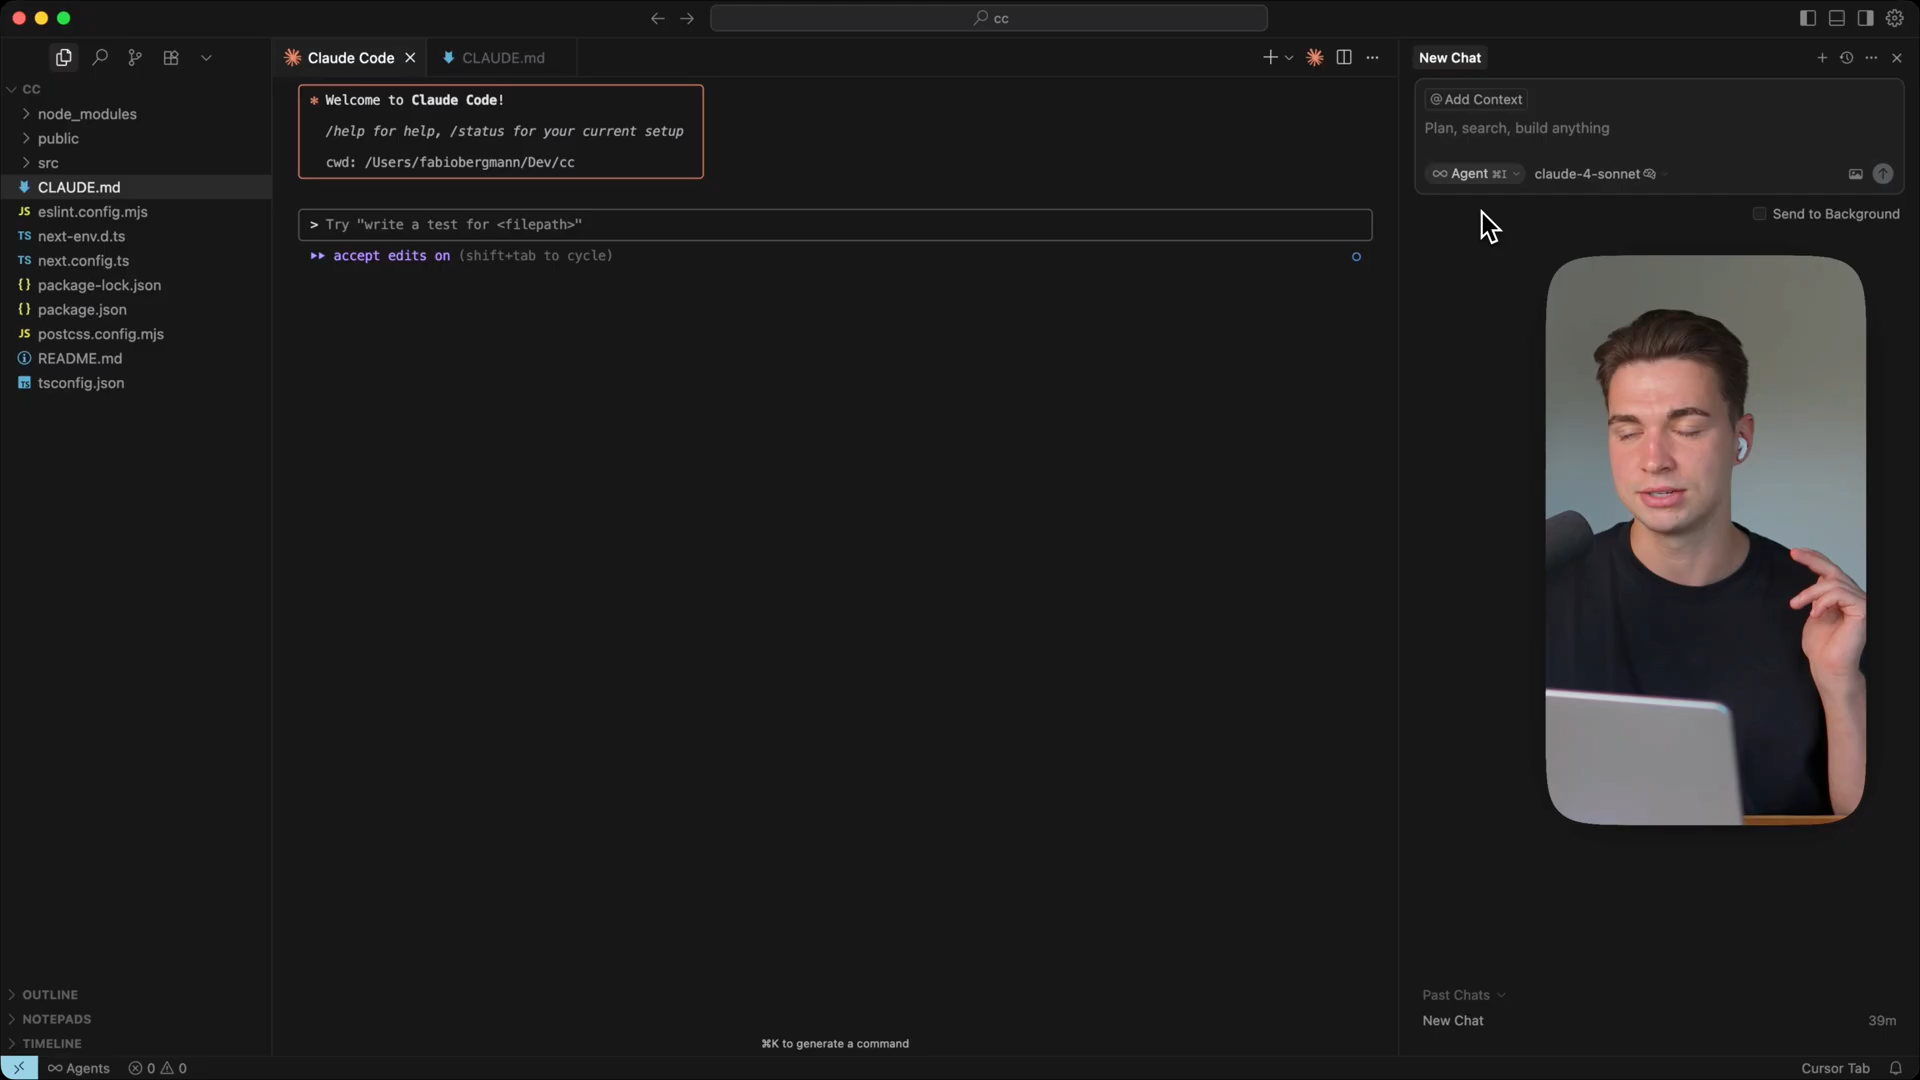 cc
CC
node_modules
public
src
CLAUDE.md
eslint.config.mjs
next-env.d.ts
next.config.ts
package-lock.json
package.json
postcss.config.mjs
README.md
tsconfig.json
OUTLINE
NOTEPADS
TIMELINE
Agents 0 0
Claude Code CLAUDE.md
* Welcome to Claude Code!
/help for help, /status for your current setup
cwd: /Users/fabiobergmann/Dev/cc
> Try "write a test for <filepath>"
accept edits on (shift+tab to cycle)
⌘K to generate a command
New Chat
@ Add Context
Plan, search, build anything
∞ Agent ⌘I claude-4-sonnet
Send to Background
Past Chats
New Chat 39m
Cursor Tab